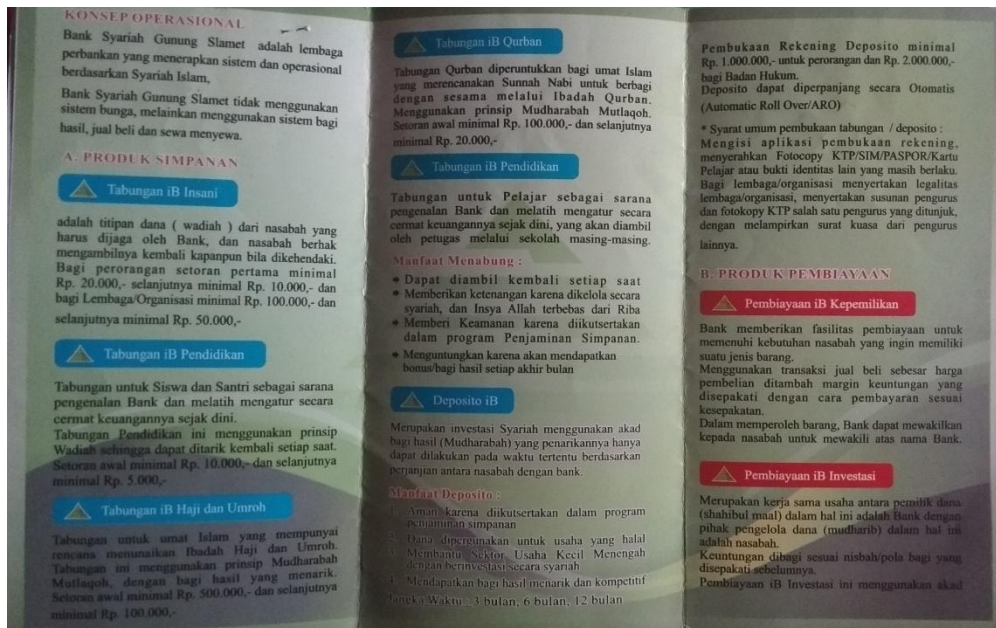 KONSEP OPERASIONAL
Bank Syariah Gunung Slamet adalah lembaga
perbankan yang menerapkan sistem dan operasional
berdasarkan Syariah Islam,
Bank Syariah Gunung Slamet tidak menggunakan
sistem bunga, melainkan menggunakan sistem bagi
hasil, jual beli dan sewa menyewa.
A. PRODUK SIMPANAN
Tabungan iB Insani
adalah titipan dana ( wadiah ) dari nasabah yang
harus dijaga oleh Bank, dan nasabah berhak
mengambilnya kembali kapanpun bila dikehendaki.
Bagi perorangan setoran pertama minimal
Rp. 20.000,- selanjutnya minimal Rp. 10.000,- dan
bagi Lembaga/Organisasi minimal Rp. 100.000,- dan
selanjutnya minimal Rp. 50.000,-
Tabungan iB Pendidikan
Tabungan untuk Siswa dan Santri sebagai sarana
pengenalan Bank dan melatih mengatur secara
cermat keuangannya sejak dini.
Tabungan Pendidikan ini menggunakan prinsip
Wadiah sehingga dapat ditarik kembali setiap saat.
Setoran awal minimal Rp. 10.000,- dan selanjutnya
minimal Rp. 5.000,-
Tabungan iB Haji dan Umroh
Tabungan untuk umat Islam yang mempunyai
rencana menunaikan Ibadah Haji dan Umroh.
Tabungan ini menggunakan prinsip Mudharabah
Mutlaqoh, dengan bagi hasil yang menarik.
Setoran awal minimal Rp. 500.000,- dan selanjutnya
minimal Rp. 100.000,-
Tabungan iB Qurban
Tabungan Qurban diperuntukkan bagi umat Islam
yang merencanakan Sunnah Nabi untuk berbagi
dengan sesama melalui Ibadah Qurban.
Menggunakan prinsip Mudharabah Mutlaqoh.
Setoran awal minimal Rp. 100.000,- dan selanjutnya
minimal Rp. 20.000,-
Tabungan iB Pendidikan
Tabungan untuk Pelajar sebagai sarana
pengenalan Bank dan melatih mengatur secara
cermat keuangannya sejak dini, yang akan diambil
oleh petugas melalui sekolah masing-masing.
Manfaat Menabung :
Dapat diambil kembali setiap saat
Memberikan ketenangan karena dikelola secara
syariah, dan Insya Allah terbebas dari Riba
Memberi Keamanan karena diikutsertakan
dalam program Penjaminan Simpanan.
Menguntungkan karena akan mendapatkan
bonus/bagi hasil setiap akhir bulan
Deposito iB
Merupakan investasi Syariah menggunakan akad
bagi hasil (Mudharabah) yang penarikannya hanya
dapat dilakukan pada waktu tertentu berdasarkan
perjanjian antara nasabah dengan bank.
Manfaat Deposito :
1. Aman karena diikutsertakan dalam program
penjaminan simpanan
2. Dana dipergunakan untuk usaha yang halal
3. Membantu Sektor Usaha Kecil Menengah
dengan berinvestasi secara syariah
4. Mendapatkan bagi hasil menarik dan kompetitif
Jangka Waktu : 3 bulan, 6 bulan, 12 bulan
Pembukaan Rekening Deposito minimal
Rp. 1.000.000,- untuk perorangan dan Rp. 2.000.000,-
bagi Badan Hukum.
Deposito dapat diperpanjang secara Otomatis
(Automatic Roll Over/ARO)
* Syarat umum pembukaan tabungan / deposito :
Mengisi aplikasi pembukaan rekening,
menyerahkan Fotocopy KTP/SIM/PASPOR/Kartu
Pelajar atau bukti identitas lain yang masih berlaku.
Bagi lembaga/organisasi menyertakan legalitas
lembaga/organisasi, menyertakan susunan pengurus
dan fotokopy KTP salah satu pengurus yang ditunjuk,
dengan melampirkan surat kuasa dari pengurus
lainnya.
B. PRODUK PEMBIAYAAN
Pembiayaan iB Kepemilikan
Bank memberikan fasilitas pembiayaan untuk
memenuhi kebutuhan nasabah yang ingin memiliki
suatu jenis barang.
Menggunakan transaksi jual beli sebesar harga
pembelian ditambah margin keuntungan yang
disepakati dengan cara pembayaran sesuai
kesepakatan.
Dalam memperoleh barang, Bank dapat mewakilkan
kepada nasabah untuk mewakili atas nama Bank.
Pembiayaan iB Investasi
Merupakan kerja sama usaha antara pemilik dana
(shahibul maal) dalam hal ini adalah Bank dengan
pihak pengelola dana (mudharib) dalam hal ini
adalah nasabah.
Keuntungan dibagi sesuai nisbah/pola bagi yang
disepakati sebelumnya.
Pembiayaan iB Investasi ini menggunakan akad